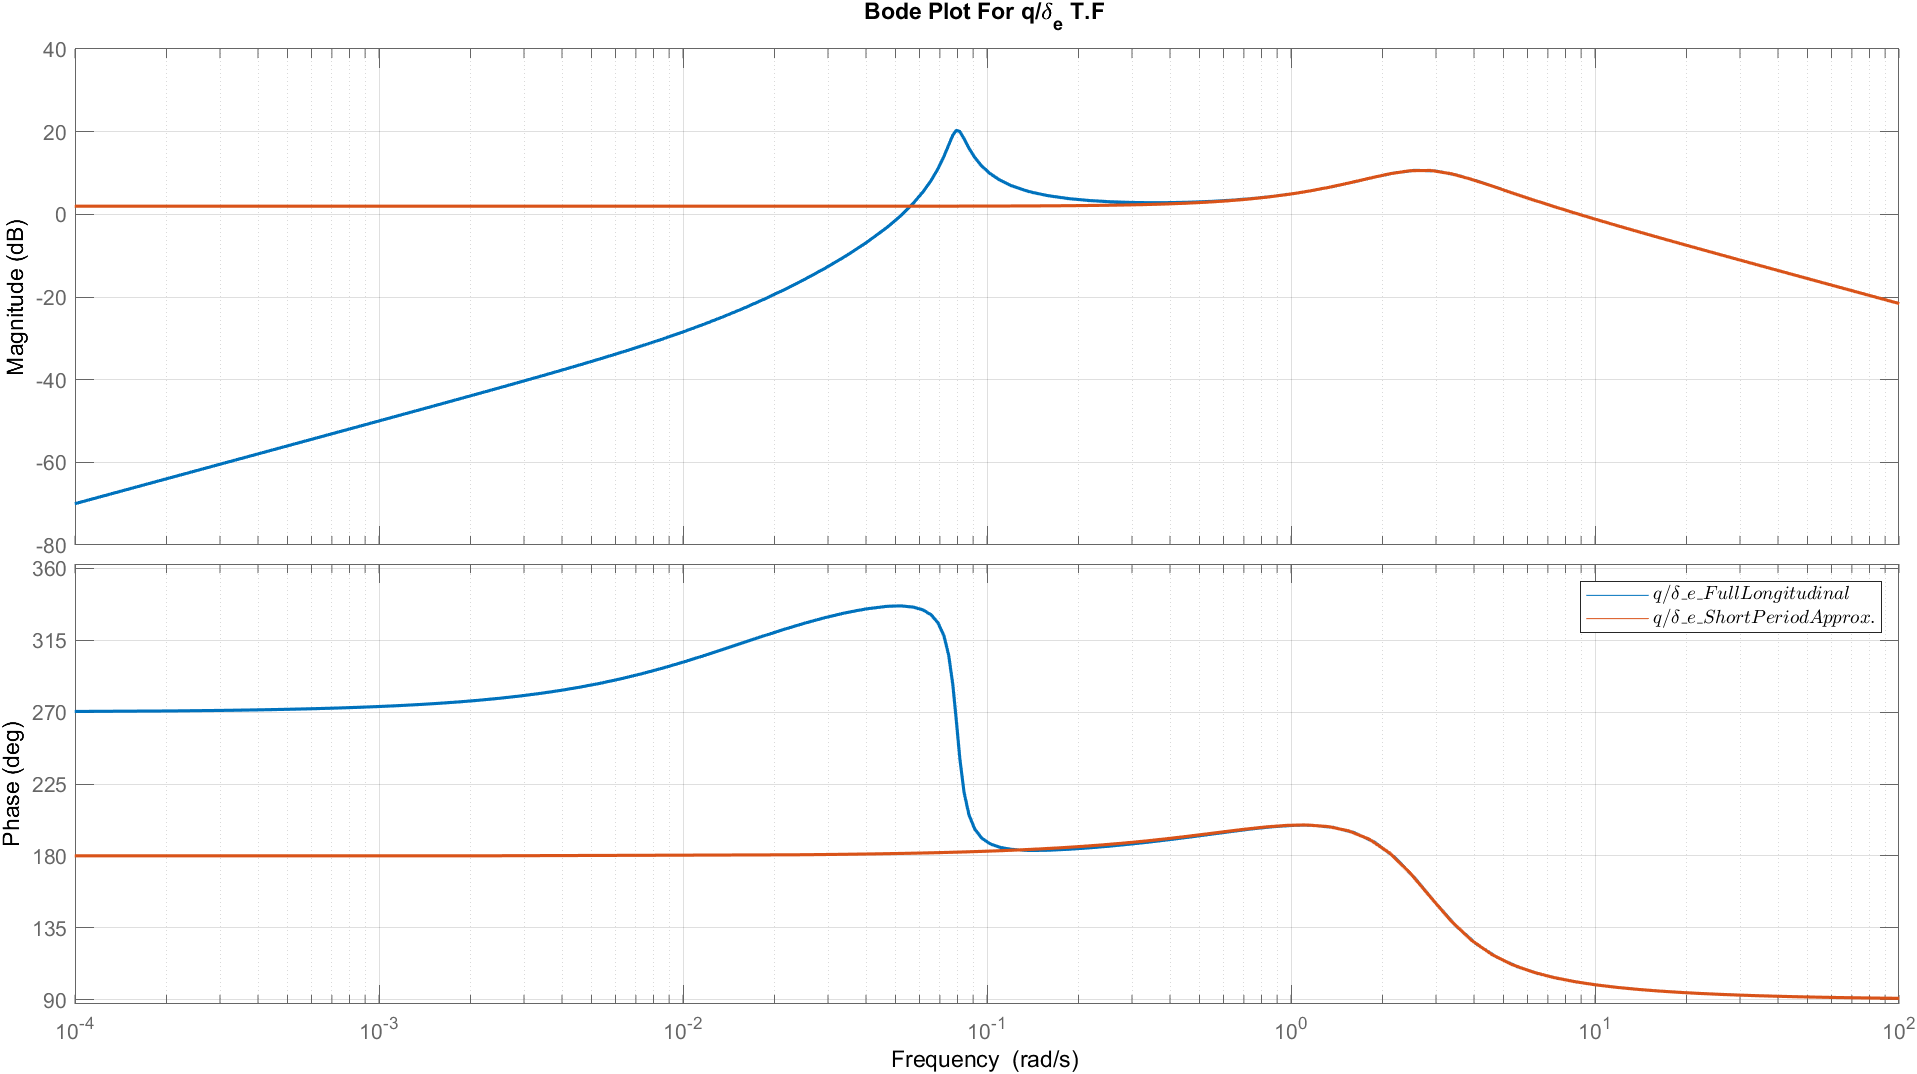 Bode Plot For q/δe T.F
40
20
0
-20
-40
-60
-80
Magnitude (dB)
360
315
270
225
180
135
90
Phase (deg)
q/δ_e_FullLongitudinal
q/δ_e_ShortPeriodApprox.
10-4 10-3 10-2 10-1 100 101 102
Frequency (rad/s)